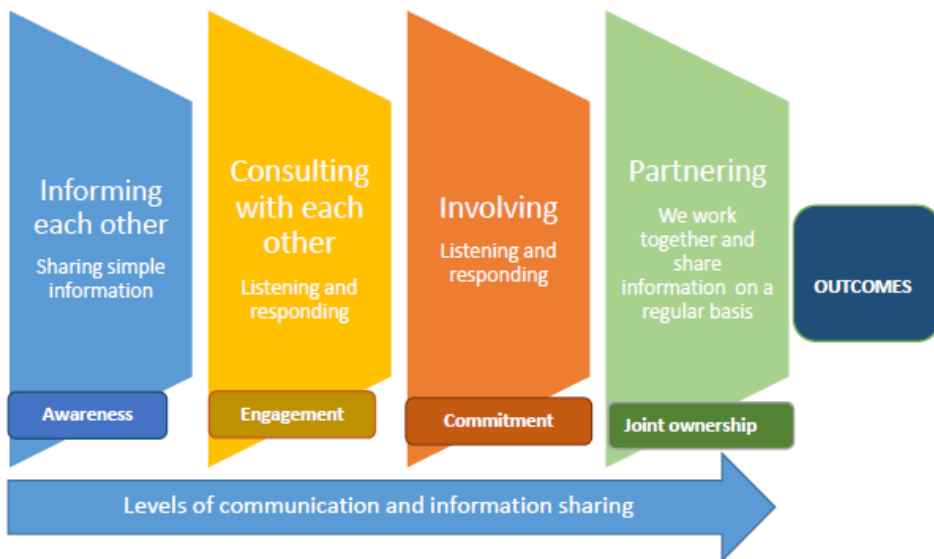 Informing
each other
Sharing simple
information
Awareness
Consulting
with each
other
Listening and
responding
Engagement
Involving
Listening and
responding
Commitment
Partnering
We work
together and
share
information on a
regular basis
Joint ownership
OUTCOMES
Levels of communication and information sharing